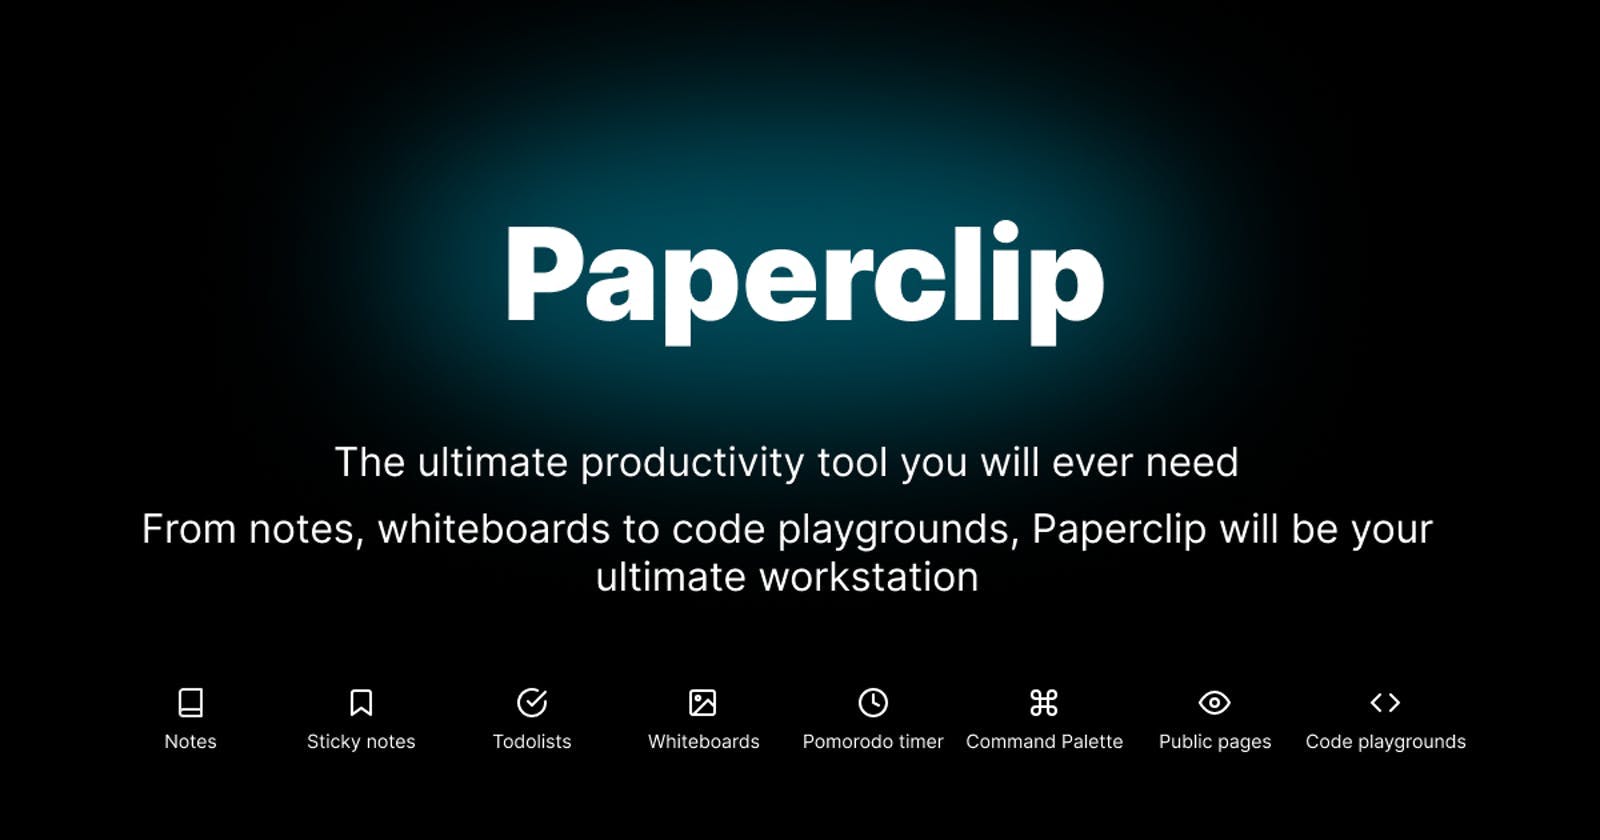 Paperclip
The ultimate productivity tool you will ever need
From notes, whiteboards to code playgrounds, Paperclip will be your
ultimate workstation
Notes
Sticky notes
Todolists
Whiteboards
Pomorodo timer
Command Palette
Public pages
Code playgrounds